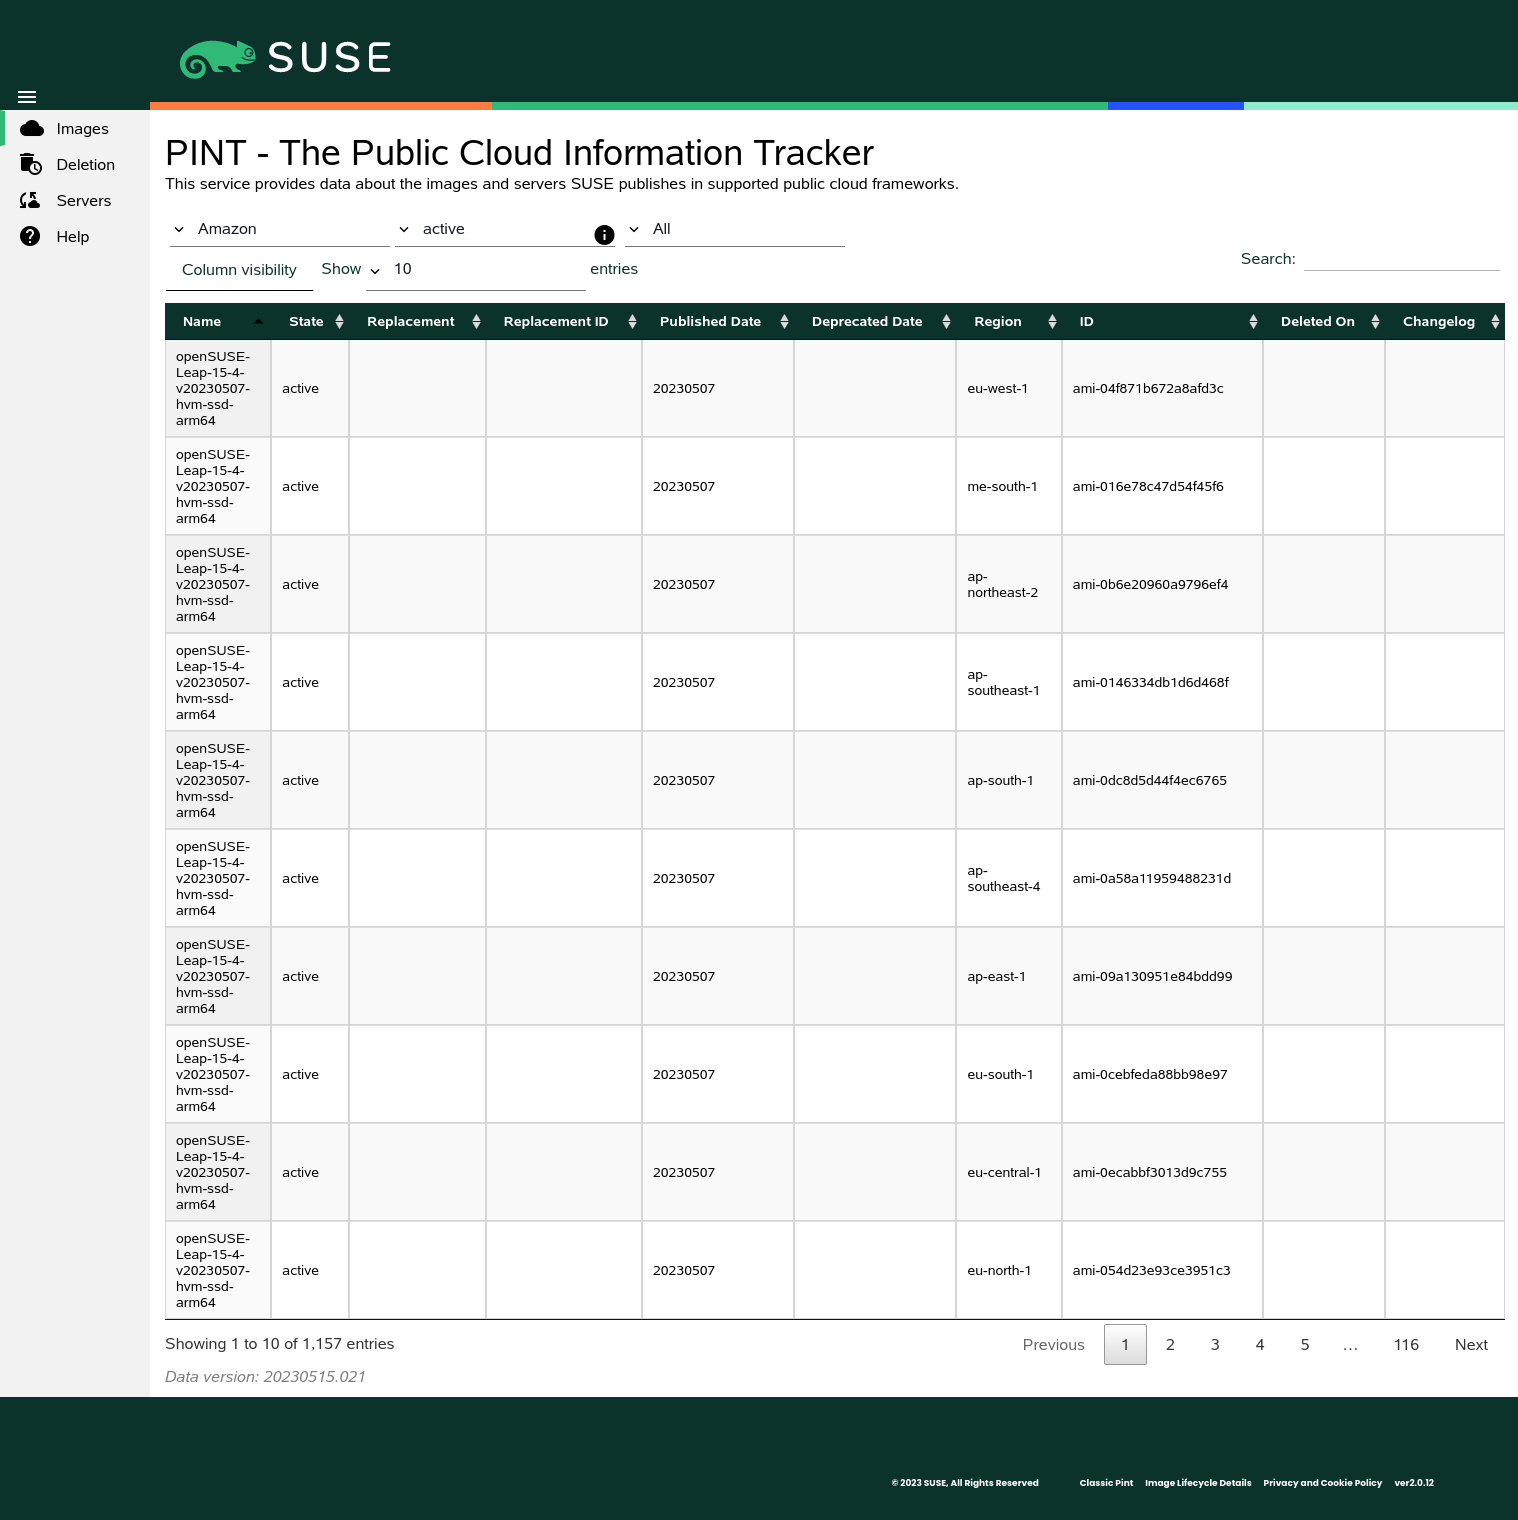 SUSE
Images
Deletion
Servers
Help
PINT - The Public Cloud Information Tracker
This service provides data about the images and servers SUSE publishes in supported public cloud frameworks.
Amazon active All
Column visibility Show 10 entries Search:
Name State Replacement Replacement ID Published Date Deprecated Date Region ID Deleted On Changelog
openSUSE-
Leap-15-4-
v20230507-
hvm-ssd-
arm64
active 20230507 eu-west-1 ami-04f871b672a8afd3c
openSUSE-
Leap-15-4-
v20230507-
hvm-ssd-
arm64
active 20230507 me-south-1 ami-016e78c47d54f45f6
openSUSE-
Leap-15-4-
v20230507-
hvm-ssd-
arm64
active 20230507 ap-
northeast-2 ami-0b6e20960a9796ef4
openSUSE-
Leap-15-4-
v20230507-
hvm-ssd-
arm64
active 20230507 ap-
southeast-1 ami-0146334db1d6d468f
openSUSE-
Leap-15-4-
v20230507-
hvm-ssd-
arm64
active 20230507 ap-south-1 ami-0dc8d5d44f4ec6765
openSUSE-
Leap-15-4-
v20230507-
hvm-ssd-
arm64
active 20230507 ap-
southeast-4 ami-0a58a11959488231d
openSUSE-
Leap-15-4-
v20230507-
hvm-ssd-
arm64
active 20230507 ap-east-1 ami-09a130951e84bdd99
openSUSE-
Leap-15-4-
v20230507-
hvm-ssd-
arm64
active 20230507 eu-south-1 ami-0cebfeda88bb98e97
openSUSE-
Leap-15-4-
v20230507-
hvm-ssd-
arm64
active 20230507 eu-central-1 ami-0ecabbf3013d9c755
openSUSE-
Leap-15-4-
v20230507-
hvm-ssd-
arm64
active 20230507 eu-north-1 ami-054d23e93ce3951c3
Showing 1 to 10 of 1,157 entries Previous 1 2 3 4 5 … 116 Next
Data version: 20230515.021
© 2023 SUSE, All Rights Reserved Classic Pint Image Lifecycle Details Privacy and Cookie Policy ver2.0.12